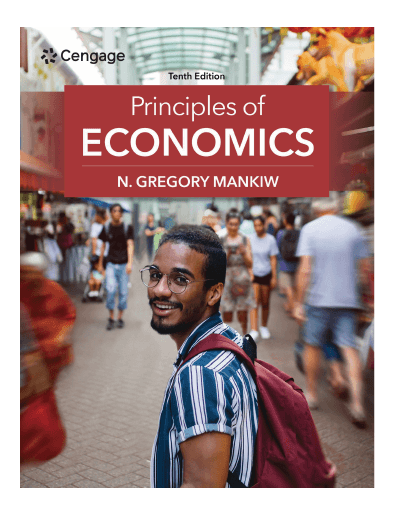 Cengage
Tenth Edition
Principles of
ECONOMICS
N. GREGORY MANKIW